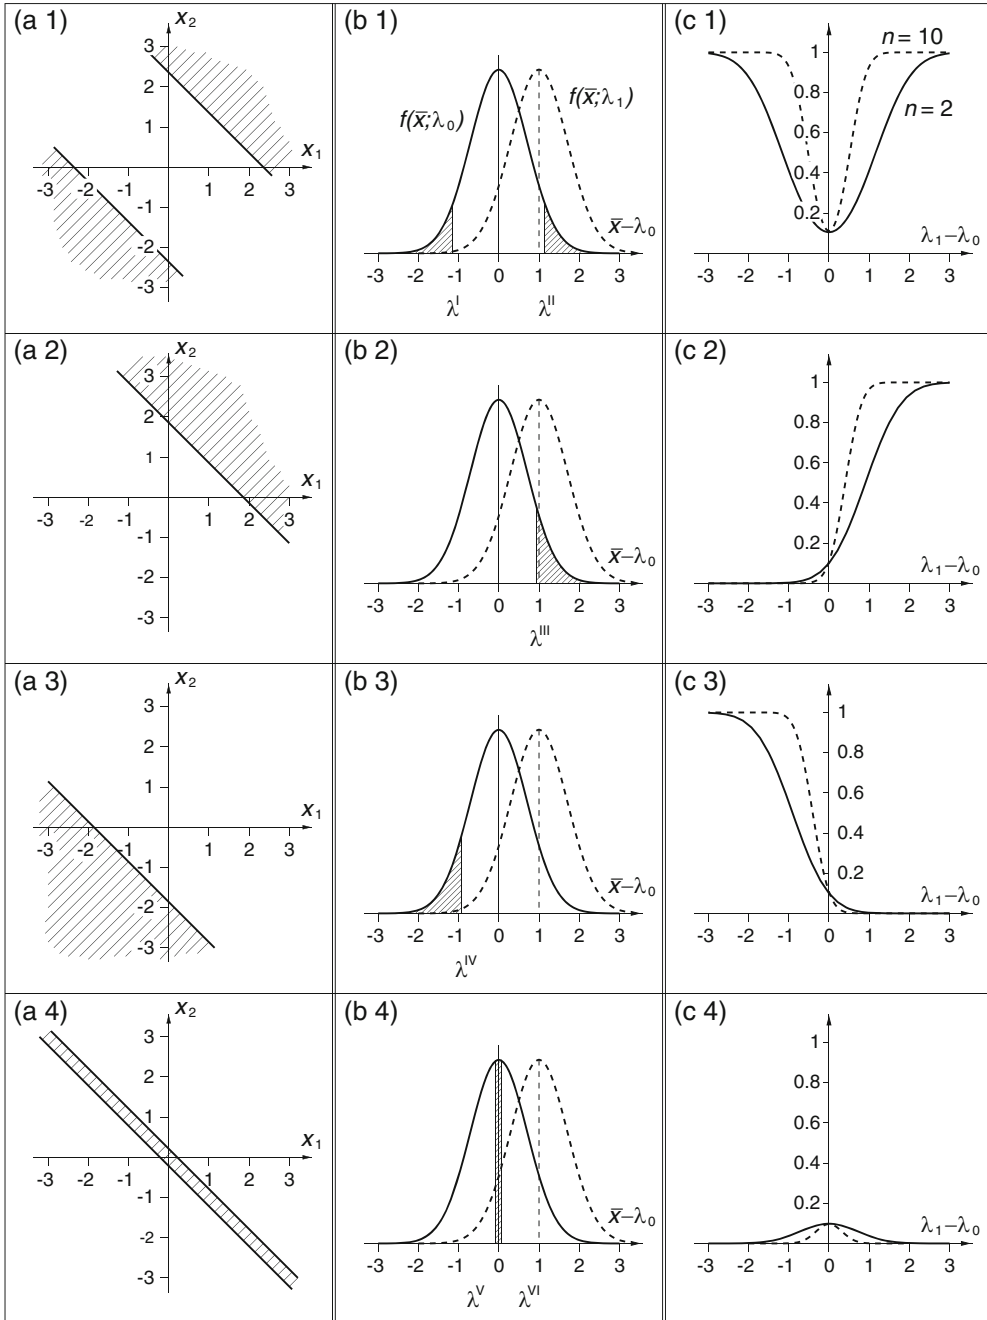 (a 1)
x₂
3
2
1
x₁
-3 -2 -1 1 2 3
-1
-2
-3
(b 1)
f(x̄;λ₀)
f(x̄;λ₁)
x̄–λ₀
-3 -2 -1 0 1 2 3
λᴵ λᴵᴵ
(c 1)
n = 10
1
n = 2
0.8
0.6
0.4
0.2
λ₁–λ₀
-3 -2 -1 0 1 2 3
(a 2)
x₂
3
2
1
x₁
-3 -2 -1 1 2 3
-1
-2
-3
(b 2)
x̄–λ₀
-3 -2 -1 0 1 2 3
λᴵᴵᴵ
(c 2)
1
0.8
0.6
0.4
0.2
λ₁–λ₀
-3 -2 -1 0 1 2 3
(a 3)
x₂
3
2
1
x₁
-3 -2 -1 1 2 3
-1
-2
-3
(b 3)
x̄–λ₀
-3 -2 -1 0 1 2 3
λᴵⱽ
(c 3)
1
0.8
0.6
0.4
0.2
λ₁–λ₀
-3 -2 -1 0 1 2 3
(a 4)
x₂
3
2
1
x₁
-3 -2 -1 1 2 3
-1
-2
-3
(b 4)
x̄–λ₀
-3 -2 -1 0 1 2 3
λⱽ λⱽᴵ
(c 4)
1
0.8
0.6
0.4
0.2
λ₁–λ₀
-3 -2 -1 0 1 2 3